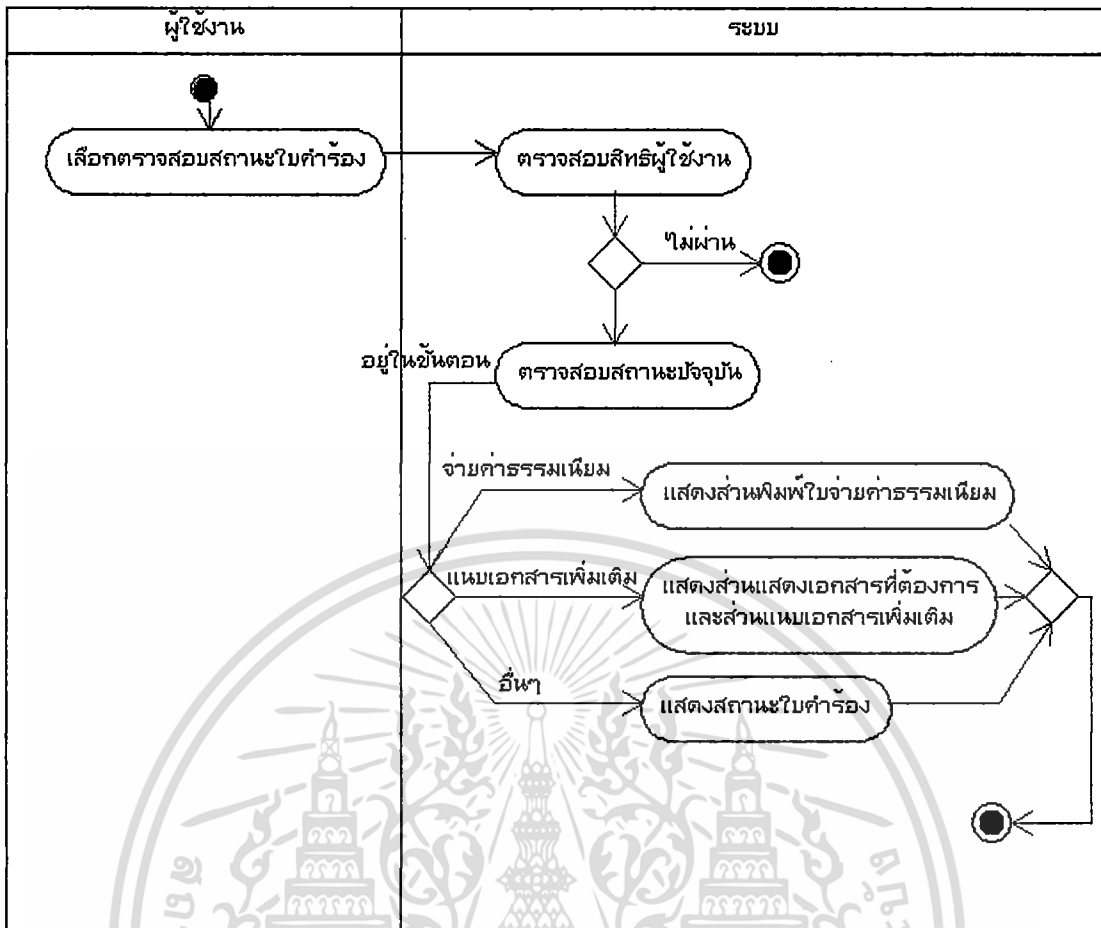 ผู้ใช้งาน
ระบบ
เลือกตรวจสอบสถานะใบคำร้อง
ตรวจสอบสิทธิผู้ใช้งาน
ไม่ผ่าน
อยู่ในขั้นตอน
ตรวจสอบสถานะปัจจุบัน
จ่ายค่าธรรมเนียม
แสดงส่วนพิมพ์ใบจ่ายค่าธรรมเนียม
แนบเอกสารเพิ่มเติม
แสดงส่วนแสดงเอกสารที่ต้องการ
และส่วนแนบเอกสารเพิ่มเติม
อื่นๆ
แสดงสถานะใบคำร้อง